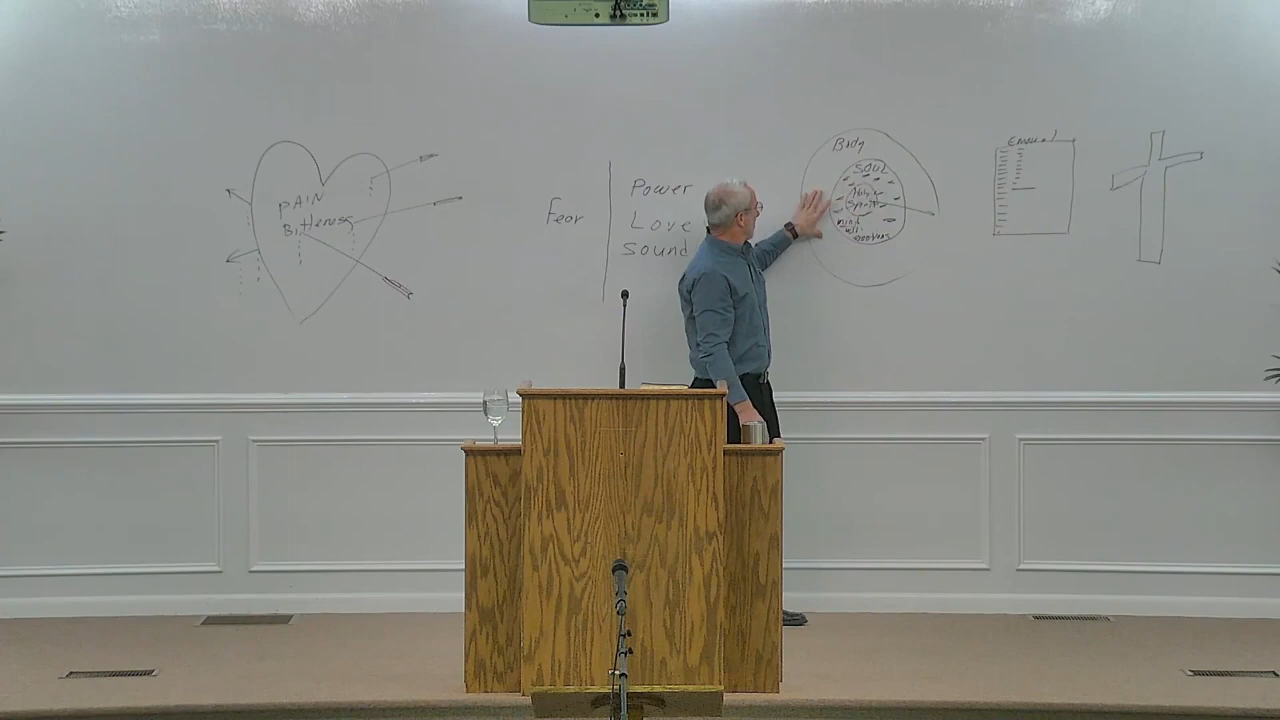 PAIN
Bitterness
Fear
Power
Love
Sound
Body
SOUL
Holy
Spirit
mind
will
emotions